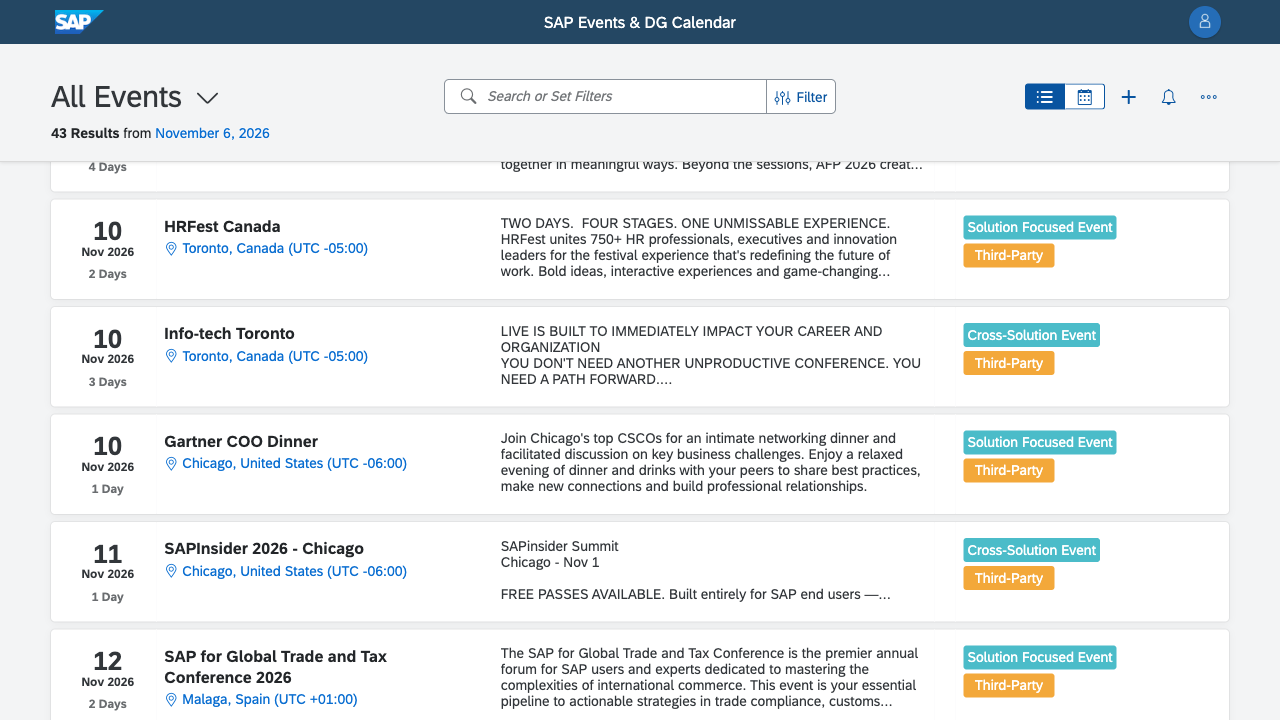 SAP
SAP Events & DG Calendar
All Events
Search or Set Filters
Filter
43 Results from November 6, 2026
4 Days
together in meaningful ways. Beyond the sessions, AFP 2026 creat...
10
Nov 2026
2 Days
HRFest Canada
Toronto, Canada (UTC -05:00)
TWO DAYS.  FOUR STAGES. ONE UNMISSABLE EXPERIENCE.
HRFest unites 750+ HR professionals, executives and innovation
leaders for the festival experience that's redefining the future of
work. Bold ideas, interactive experiences and game-changing...
Solution Focused Event
Third-Party
10
Nov 2026
3 Days
Info-tech Toronto
Toronto, Canada (UTC -05:00)
LIVE IS BUILT TO IMMEDIATELY IMPACT YOUR CAREER AND
ORGANIZATION
YOU DON'T NEED ANOTHER UNPRODUCTIVE CONFERENCE. YOU
NEED A PATH FORWARD....
Cross-Solution Event
Third-Party
10
Nov 2026
1 Day
Gartner COO Dinner
Chicago, United States (UTC -06:00)
Join Chicago's top CSCOs for an intimate networking dinner and
facilitated discussion on key business challenges. Enjoy a relaxed
evening of dinner and drinks with your peers to share best practices,
make new connections and build professional relationships.
Solution Focused Event
Third-Party
11
Nov 2026
1 Day
SAPInsider 2026 - Chicago
Chicago, United States (UTC -06:00)
SAPinsider Summit
Chicago - Nov 1
FREE PASSES AVAILABLE. Built entirely for SAP end users —...
Cross-Solution Event
Third-Party
12
Nov 2026
2 Days
SAP for Global Trade and Tax
Conference 2026
Malaga, Spain (UTC +01:00)
The SAP for Global Trade and Tax Conference is the premier annual
forum for SAP users and experts dedicated to mastering the
complexities of international commerce. This event is your essential
pipeline to actionable strategies in trade compliance, customs...
Solution Focused Event
Third-Party